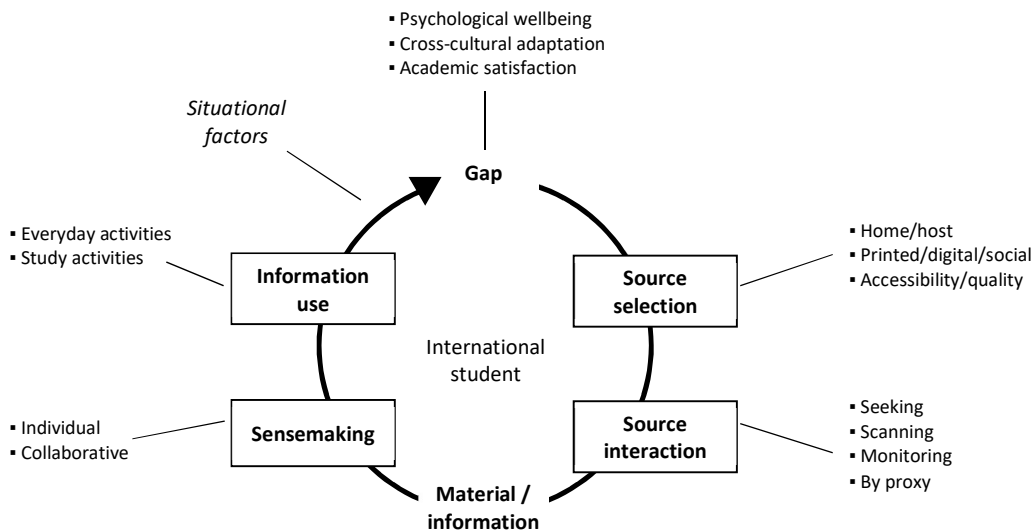 ▪ Psychological wellbeing
▪ Cross-cultural adaptation
▪ Academic satisfaction
Situational
factors
Gap
▪ Everyday activities
▪ Study activities
Information
use
Source
selection
▪ Home/host
▪ Printed/digital/social
▪ Accessibility/quality
International
student
▪ Individual
▪ Collaborative
Sensemaking
Source
interaction
▪ Seeking
▪ Scanning
▪ Monitoring
▪ By proxy
Material /
information